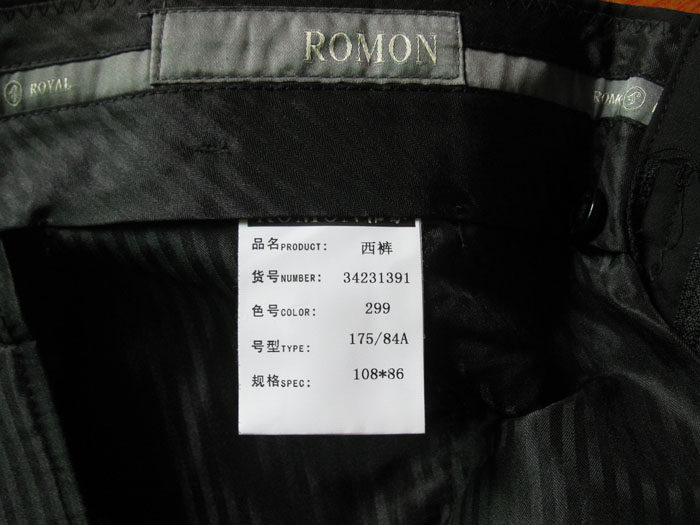 ROMON
ROYAL
ROM
品名PRODUCT: 西裤
货号NUMBER: 34231391
色号COLOR: 299
号型TYPE: 175/84A
规格SPEC: 108*86